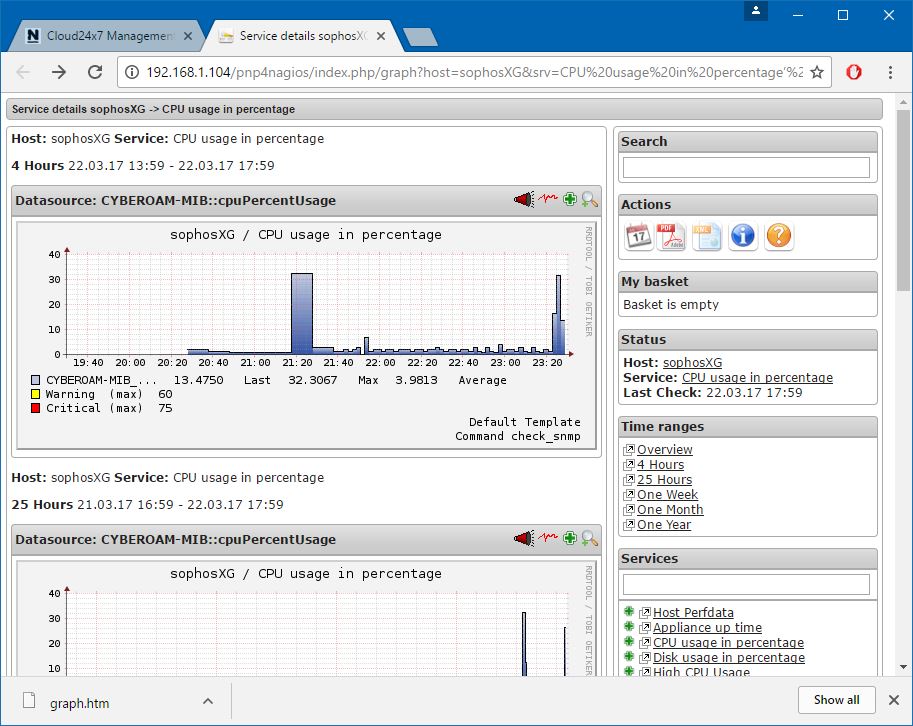 Cloud24x7 Management
Service details sophosXG
192.168.1.104/pnp4nagios/index.php/graph?host=sophosXG&srv=CPU%20usage%20in%20percentage'%2
Service details sophosXG -> CPU usage in percentage
Host: sophosXG Service: CPU usage in percentage
4 Hours 22.03.17 13:59 - 22.03.17 17:59
Datasource: CYBEROAM-MIB::cpuPercentUsage
sophosXG / CPU usage in percentage
RRDTOOL / TOBI OETIKER
40
30
20
10
0
19:40 20:00 20:20 20:40 21:00 21:20 21:40 22:00 22:20 22:40 23:00 23:20
CYBEROAM-MIB_... 13.4750 Last 32.3067 Max 3.9813 Average
Warning (max) 60
Critical (max) 75
Default Template
Command check_snmp
Host: sophosXG Service: CPU usage in percentage
25 Hours 21.03.17 16:59 - 22.03.17 17:59
Datasource: CYBEROAM-MIB::cpuPercentUsage
sophosXG / CPU usage in percentage
RRDTOOL / TOBI OETIKER
40
30
20
10
Search
Actions
17
PDF
Adobe
XML
My basket
Basket is empty
Status
Host: sophosXG
Service: CPU usage in percentage
Last Check: 22.03.17 17:59
Time ranges
Overview
4 Hours
25 Hours
One Week
One Month
One Year
Services
Host Perfdata
Appliance up time
CPU usage in percentage
Disk usage in percentage
High CPU Usage
graph.htm
Show all